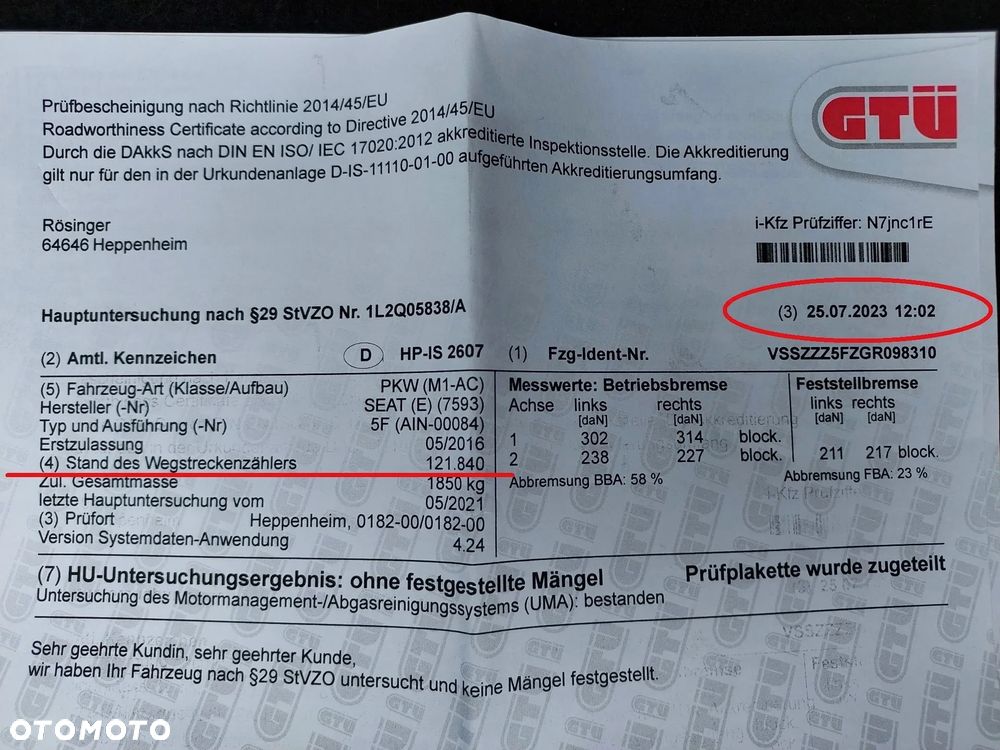 GTÜ
Prüfbescheinigung nach Richtlinie 2014/45/EU
Roadworthiness Certificate according to Directive 2014/45/EU
Durch die DAkkS nach DIN EN ISO/ IEC 17020:2012 akkreditierte Inspektionsstelle. Die Akkreditierung
gilt nur für den in der Urkundenanlage D-IS-11110-01-00 aufgeführten Akkreditierungsumfang.
Rösinger
64646 Heppenheim
i-Kfz Prüfziffer: N7jnc1rE
Hauptuntersuchung nach §29 StVZO Nr. 1L2Q05838/A
(3) 25.07.2023 12:02
(2) Amtl. Kennzeichen D HP-IS 2607 (1) Fzg-Ident-Nr. VSSZZZ5FZGR098310
(5) Fahrzeug-Art (Klasse/Aufbau) PKW (M1-AC)
Hersteller (-Nr) SEAT (E) (7593)
Typ und Ausführung (-Nr) 5F (AIN-00084)
Erstzulassung 05/2016
(4) Stand des Wegstreckenzählers 121.840
Zul. Gesamtmasse 1850 kg
letzte Hauptuntersuchung vom 05/2021
(3) Prüfort Heppenheim, 0182-00/0182-00
Version Systemdaten-Anwendung 4.24
Messwerte: Betriebsbremse
Achse links rechts
[daN] [daN]
1 302 314 block.
2 238 227 block.
Abbremsung BBA: 58 %
Feststellbremse
links rechts
[daN] [daN]
211 217 block.
Abbremsung FBA: 23 %
(7) HU-Untersuchungsergebnis: ohne festgestellte Mängel Prüfplakette wurde zugeteilt
Untersuchung des Motormanagement-/Abgasreinigungssystems (UMA): bestanden
Sehr geehrte Kundin, sehr geehrter Kunde,
wir haben Ihr Fahrzeug nach §29 StVZO untersucht und keine Mängel festgestellt.
OTOMOTO